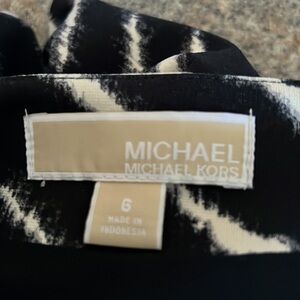 MICHAEL
MICHAEL KORS
6
MADE IN
INDONESIA